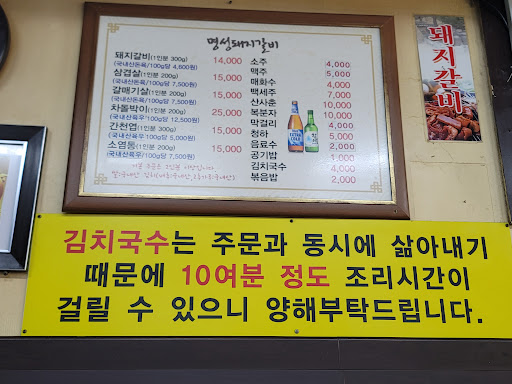 명성돼지갈비
돼지갈비(1인분 300g) 14,000
(국내산돈육/100g당 4,600원)
삼겹살(1인분 200g) 15,000
(국내산돈육/100g당 7,500원)
갈매기살(1인분 200g) 15,000
(국내산돈육/100g당 7,500원)
차돌박이(1인분 200g) 25,000
(국내산육우/100g당 12,500원)
간천엽(1인분 300g) 15,000
(국내산육우/100g당 5,000원)
소염통(1인분 200g) 15,000
(국내산육우/100g당 7,500원)
소주 4,000
맥주 5,000
매화수 4,000
백세주 7,000
산사춘 10,000
복분자 10,000
막걸리 4,000
청하 5,000
음료수 2,000
공기밥 1,000
김치국수 4,000
볶음밥 2,000
돼지갈비
김치국수는 주문과 동시에 삶아내기
때문에 10여분 정도 조리시간이
걸릴 수 있으니 양해부탁드립니다.